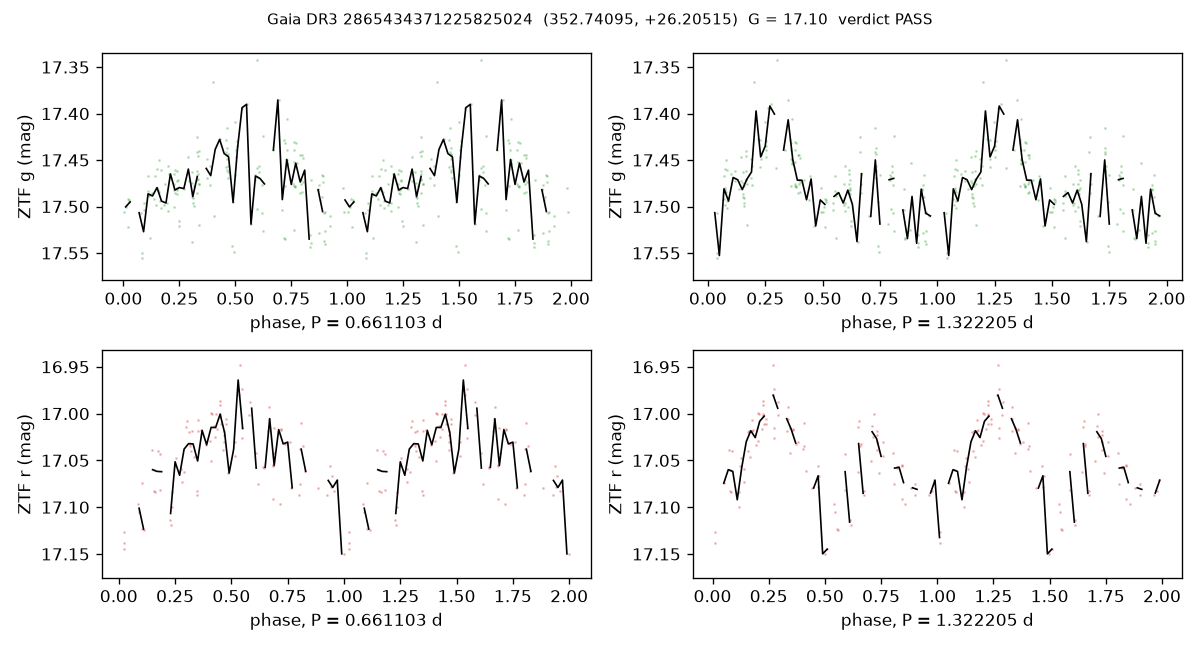 Gaia DR3 2865434371225825024 (352.74095, +26.20515) G = 17.10 verdict PASS
ZTF g (mag)
17.35
17.40
17.45
17.50
17.55
0.00 0.25 0.50 0.75 1.00 1.25 1.50 1.75 2.00
phase, P = 0.661103 d
ZTF g (mag)
17.35
17.40
17.45
17.50
17.55
0.00 0.25 0.50 0.75 1.00 1.25 1.50 1.75 2.00
phase, P = 1.322205 d
ZTF r (mag)
16.95
17.00
17.05
17.10
17.15
0.00 0.25 0.50 0.75 1.00 1.25 1.50 1.75 2.00
phase, P = 0.661103 d
ZTF r (mag)
16.95
17.00
17.05
17.10
17.15
0.00 0.25 0.50 0.75 1.00 1.25 1.50 1.75 2.00
phase, P = 1.322205 d